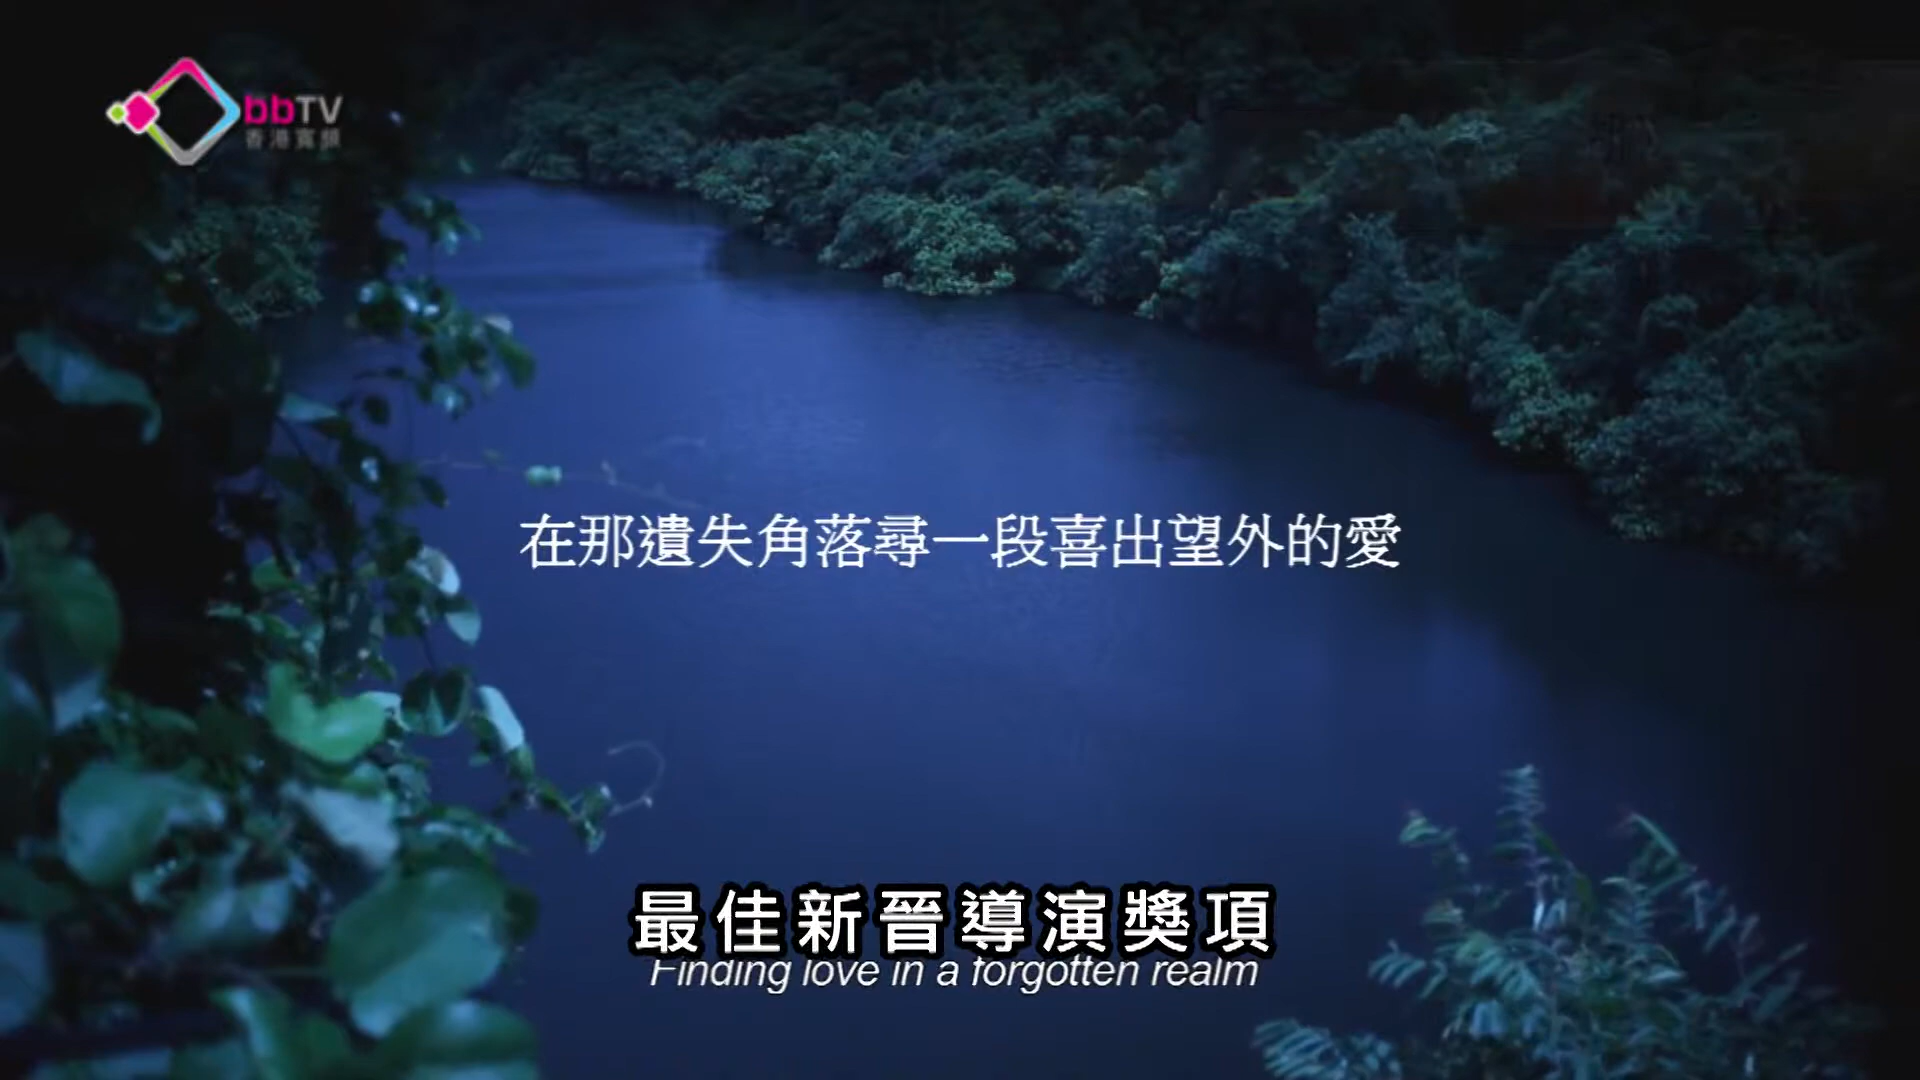 bbTV
香港寬頻
在那遺失角落尋一段喜出望外的愛
最佳新晉導演獎項
Finding love in a forgotten realm